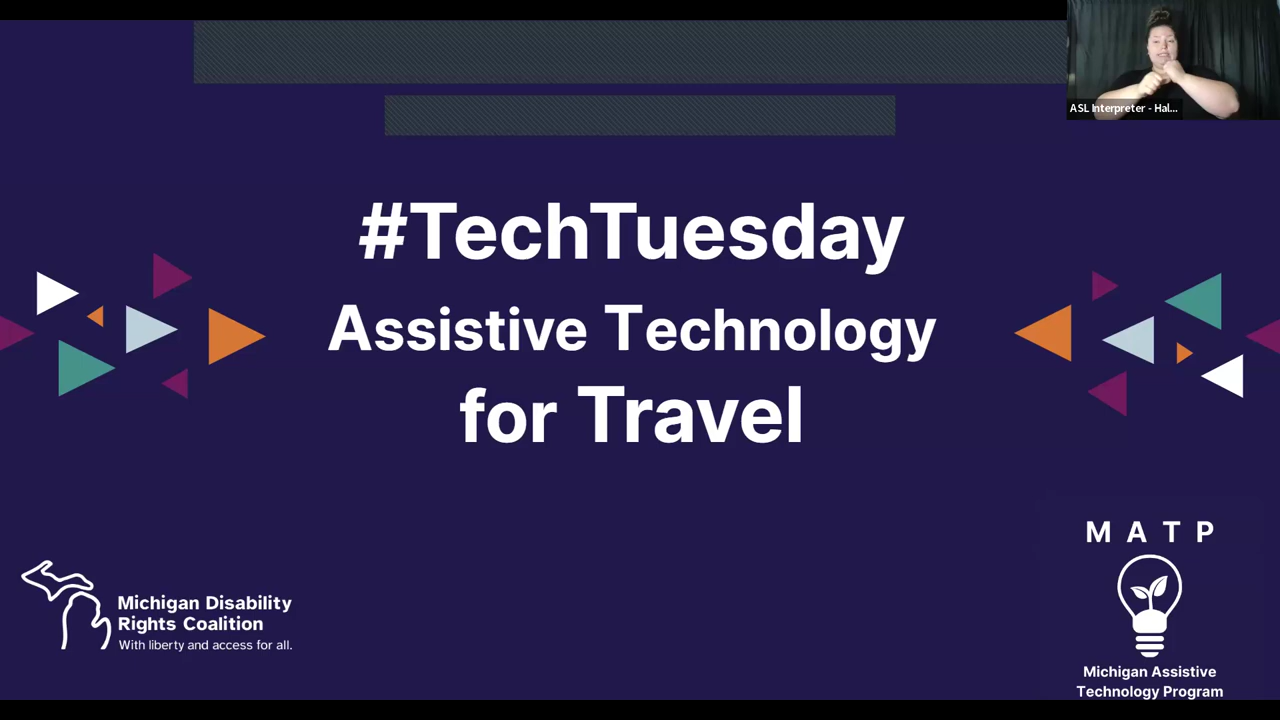 ASL Interpreter - Hal...
#TechTuesday
Assistive Technology
for Travel
Michigan Disability
Rights Coalition
With liberty and access for all.
M A T P
Michigan Assistive
Technology Program